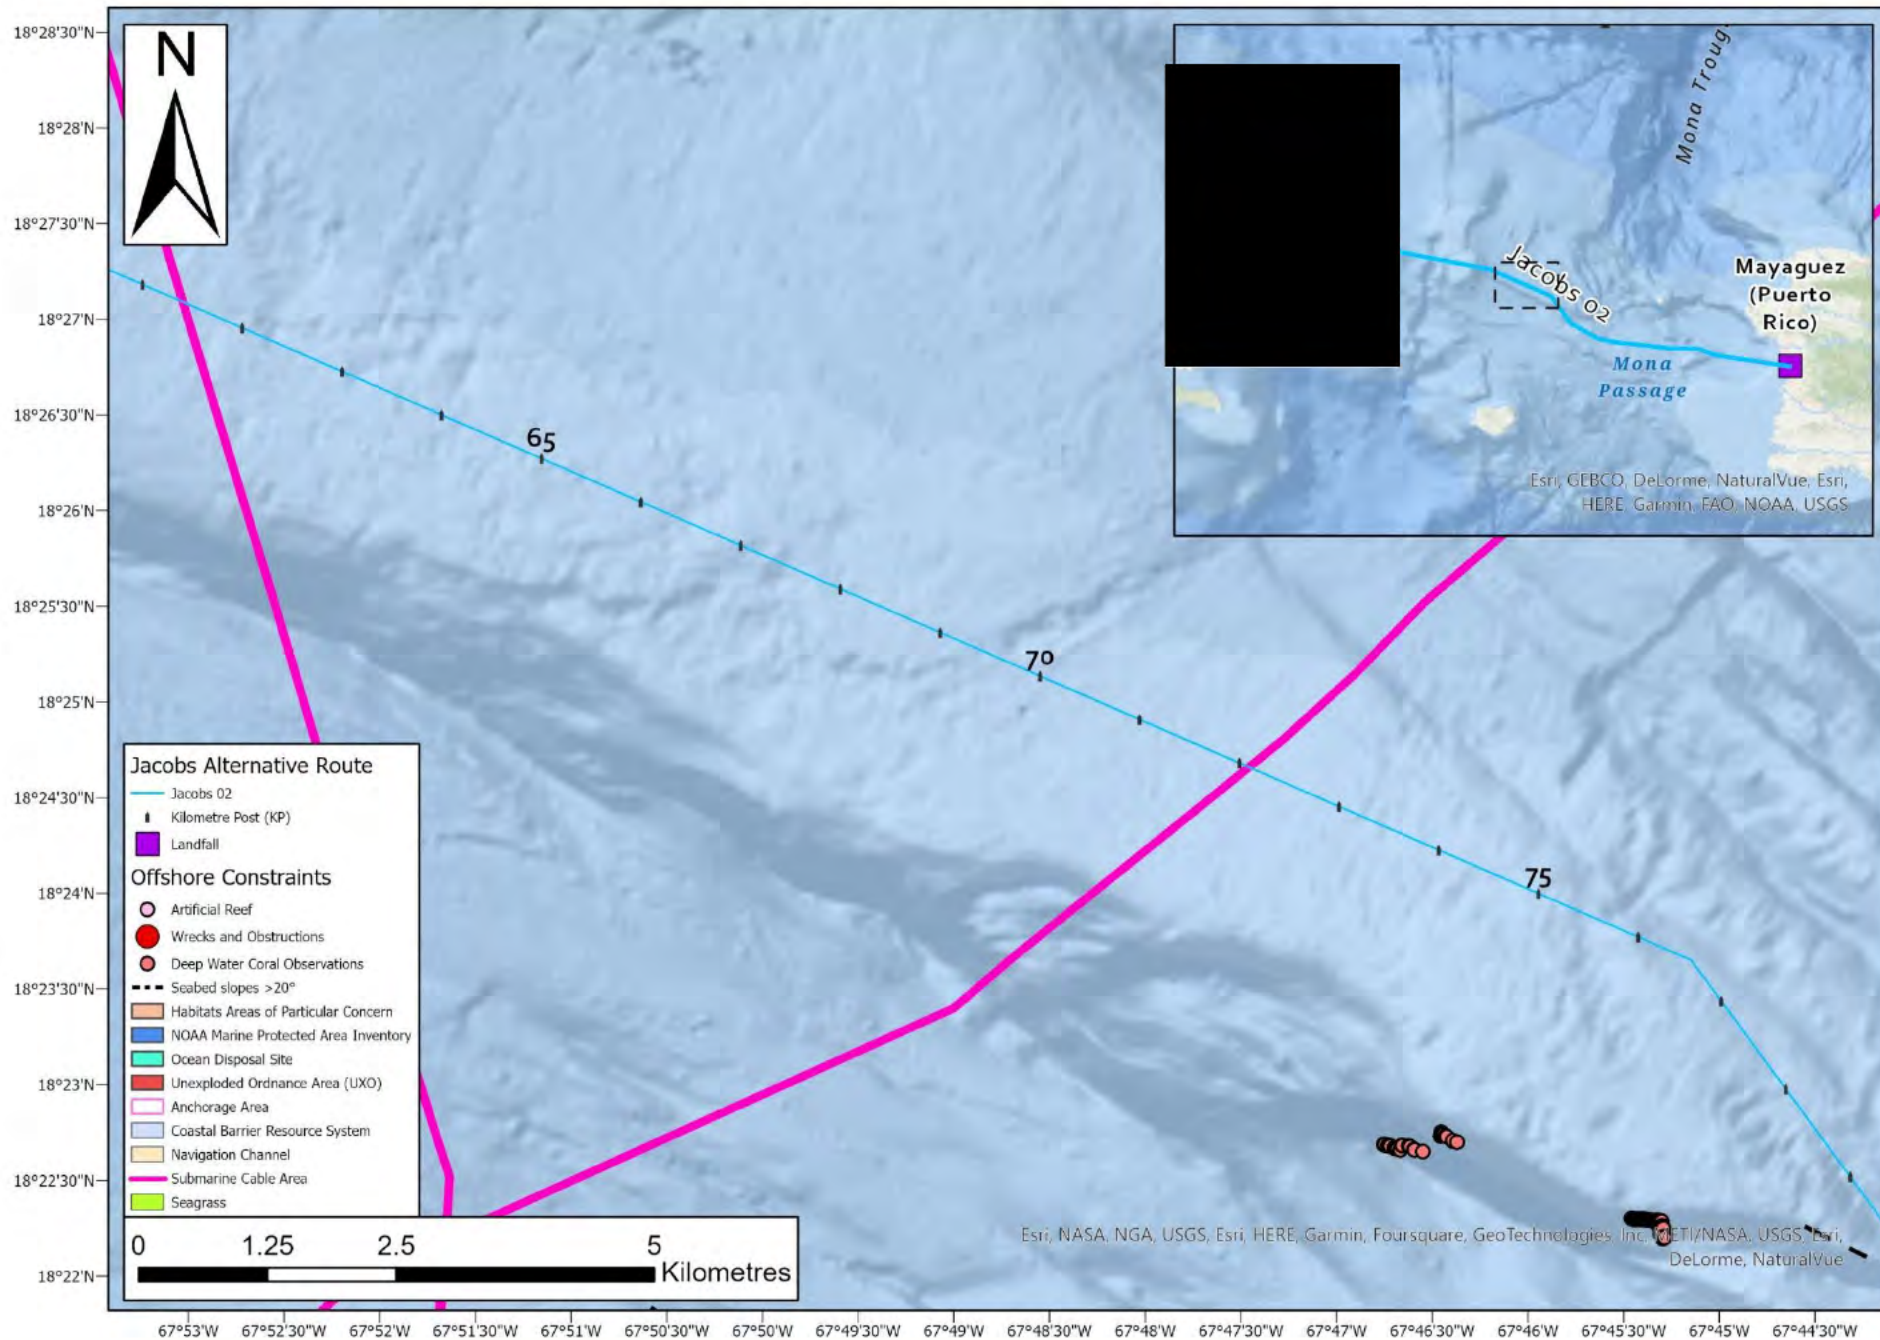 N
18°28'30"N
18°28'N
18°27'30"N
18°27'N
18°26'30"N
18°26'N
18°25'30"N
18°25'N
18°24'30"N
18°24'N
18°23'30"N
18°23'N
18°22'30"N
18°22'N
65
70
75
Mona Troug
Jacobs 02
Mayaguez
(Puerto
Rico)
Mona
Passage
Esri, GEBCO, DeLorme, NaturalVue, Esri,
HERE, Garmin, FAO, NOAA, USGS
Jacobs Alternative Route
Jacobs 02
Kilometre Post (KP)
Landfall
Offshore Constraints
Artificial Reef
Wrecks and Obstructions
Deep Water Coral Observations
Seabed slopes >20°
Habitats Areas of Particular Concern
NOAA Marine Protected Area Inventory
Ocean Disposal Site
Unexploded Ordnance Area (UXO)
Anchorage Area
Coastal Barrier Resource System
Navigation Channel
Submarine Cable Area
Seagrass
0 1.25 2.5 5
Kilometres
Esri, NASA, NGA, USGS, Esri, HERE, Garmin, Foursquare, GeoTechnologies, Inc, METI/NASA, USGS, Esri,
DeLorme, NaturalVue
67°53'W 67°52'30"W 67°52'W 67°51'30"W 67°51'W 67°50'30"W 67°50'W 67°49'30"W 67°49'W 67°48'30"W 67°48'W 67°47'30"W 67°47'W 67°46'30"W 67°46'W 67°45'30"W 67°45'W 67°44'30"W